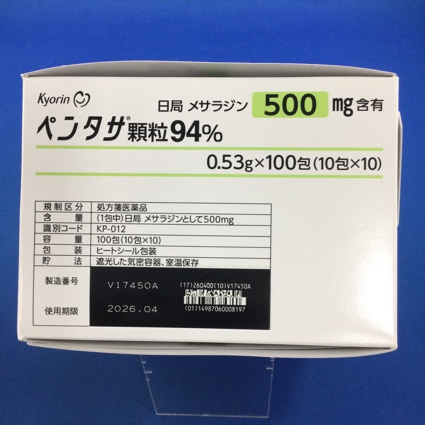 Kyorin
日局 メサラジン 500 mg 含有
ペンタサ® 顆粒94%
0.53g×100包(10包×10)
規制区分 処方箋医薬品
含量 (1包中)日局 メサラジンとして500mg
識別コード KP-012
容量 100包(10包×10)
包装 ヒートシール包装
貯法 遮光した気密容器、室温保存
製造番号 V17450A
(17)260400(10)V17450A
使用期限 2026.04
(01)14987060008197